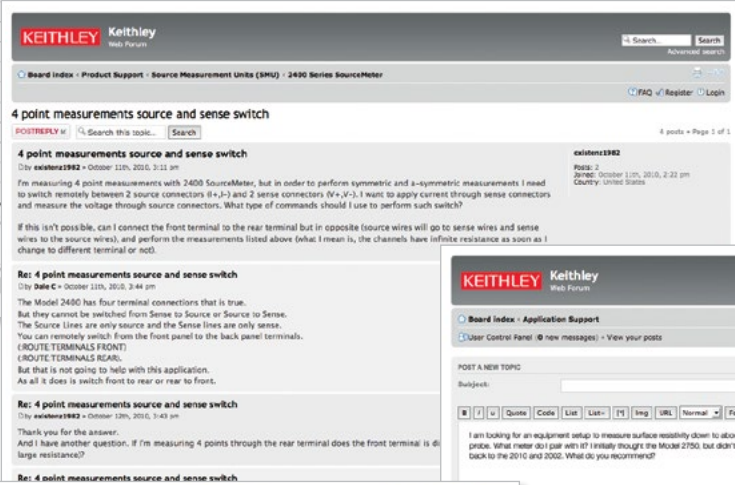 KEITHLEY Keithley
Web Forum
Search... Search
Advanced search
Board index ‹ Product Support ‹ Source Measurement Units (SMU) ‹ 2400 Series SourceMeter
FAQ Register Login
4 point measurements source and sense switch
POSTREPLY Search this topic... Search
4 posts • Page 1 of 1
4 point measurements source and sense switch
by existenz1982 » October 11th, 2010, 3:11 pm
I'm measuring 4 point measurements with 2400 SourceMeter, but in order to perform symmetric and a-symmetric measurements I need
to switch remotely between 2 source connectors (I+,I-) and 2 sense connectors (V+,V-). I want to apply current through sense connectors
and measure the voltage through source connectors. What type of commands should I use to perform such switch?
If this isn't possible, can I connect the front terminal to the rear terminal but in opposite (source wires will go to sense wires and sense
wires to the source wires), and perform the measurements listed above (what I mean is, the channels have infinite resistance as soon as I
change to different terminal or not).
existenz1982
Posts: 2
Joined: October 11th, 2010, 2:22 pm
Country: United States
Re: 4 point measurements source and sense switch
by Dale C » October 11th, 2010, 3:44 pm
The Model 2400 has four terminal connections that is true.
But they cannot be switched from Sense to Source or Source to Sense.
The Source Lines are only source and the Sense lines are only sense.
You can remotely switch from the front panel to the back panel terminals.
(:ROUTE:TERMINALS FRONT)
(:ROUTE:TERMINALS REAR).
But that is not going to help with this application.
As all it does is switch front to rear or rear to front.
Re: 4 point measurements source and sense switch
by existenz1982 » October 12th, 2010, 3:43 pm
Thank you for the answer.
And I have another question. If I'm measuring 4 points through the rear terminal does the front terminal is di
large resistance)?
Re: 4 point measurements source and sense switch
KEITHLEY Keithley
Web Forum
Board index ‹ Application Support
User Control Panel (0 new messages) • View your posts
POST A NEW TOPIC
Subject:
B i u Quote Code List List= [*] Img URL Normal
I am looking for an equipment setup to measure surface resistivity down to abo
probe. What meter do I pair with it? I initially thought the Model 2750, but didn't
back to the 2010 and 2002. What do you recommend?